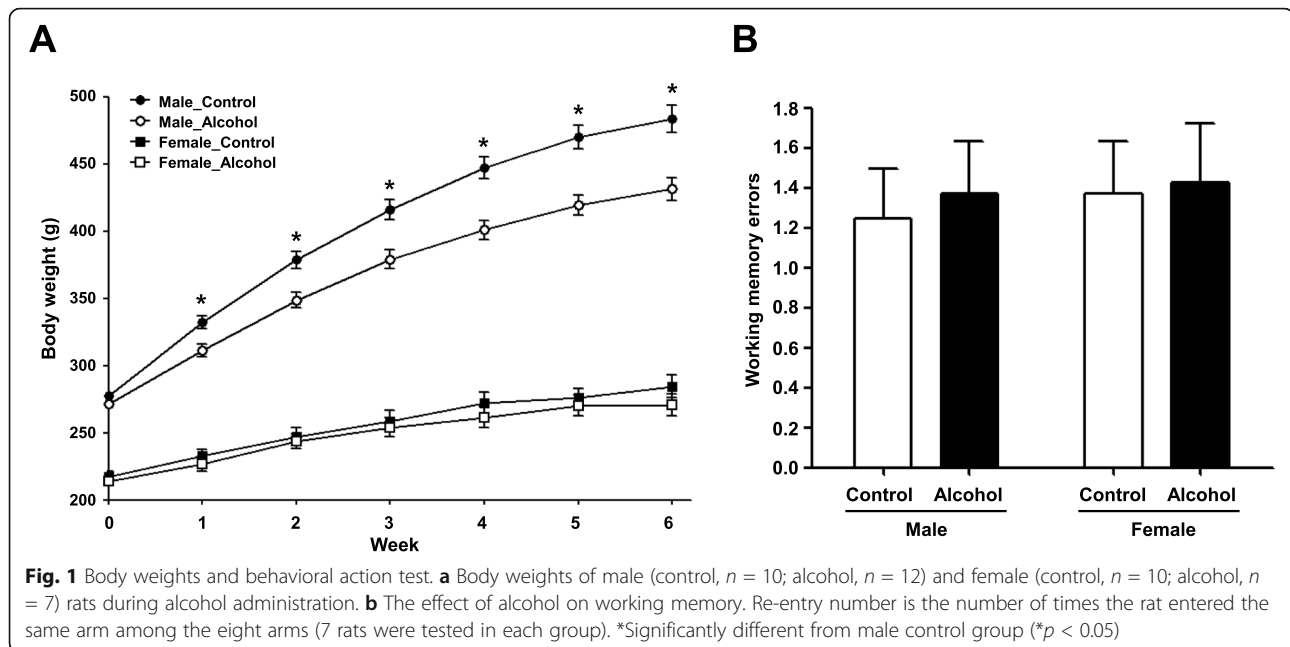 A
B
500
450
400
350
300
250
200
Body weight (g)
Male_Control
Male_Alcohol
Female_Control
Female_Alcohol
* * * * * *
0 1 2 3 4 5 6
Week
1.8
1.6
1.4
1.2
1.0
0.8
0.6
0.4
0.2
0.0
Working memory errors
Control Alcohol Control Alcohol
Male Female
Fig. 1 Body weights and behavioral action test. a Body weights of male (control, n = 10; alcohol, n = 12) and female (control, n = 10; alcohol, n
= 7) rats during alcohol administration. b The effect of alcohol on working memory. Re-entry number is the number of times the rat entered the
same arm among the eight arms (7 rats were tested in each group). *Significantly different from male control group (*p < 0.05)